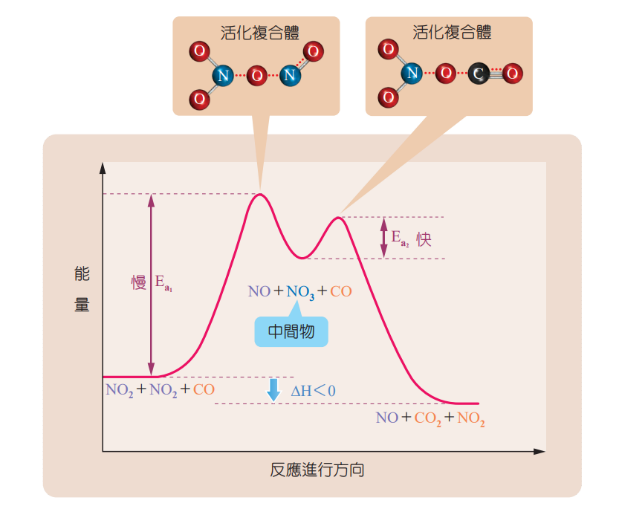 活化複合體
O
N
O
O
N
O
活化複合體
O
N
O
O
C
O
能
量
慢 Ea₁
Ea₂ 快
NO+NO₃+CO
中間物
NO₂+NO₂+CO
ΔH<0
NO+CO₂+NO₂
反應進行方向